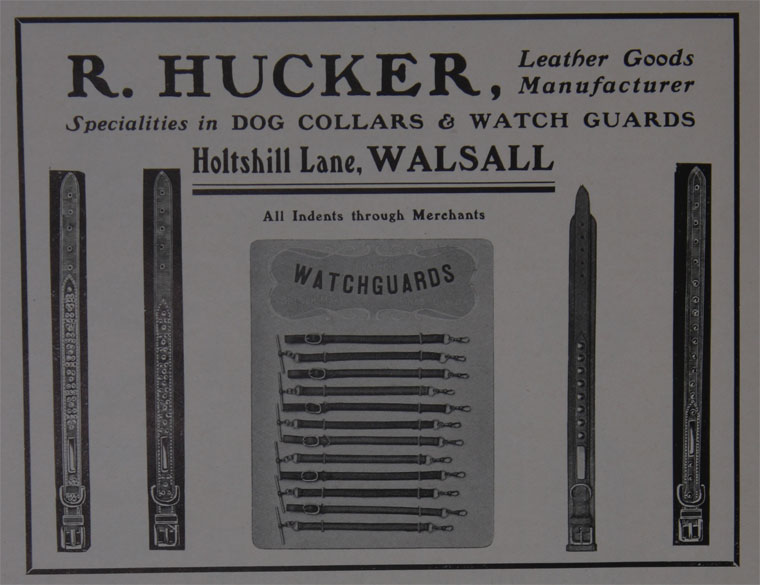 R. HUCKER, Leather Goods Manufacturer
Specialities in DOG COLLARS & WATCH GUARDS
Holtshill Lane, WALSALL
All Indents through Merchants
WATCHGUARDS